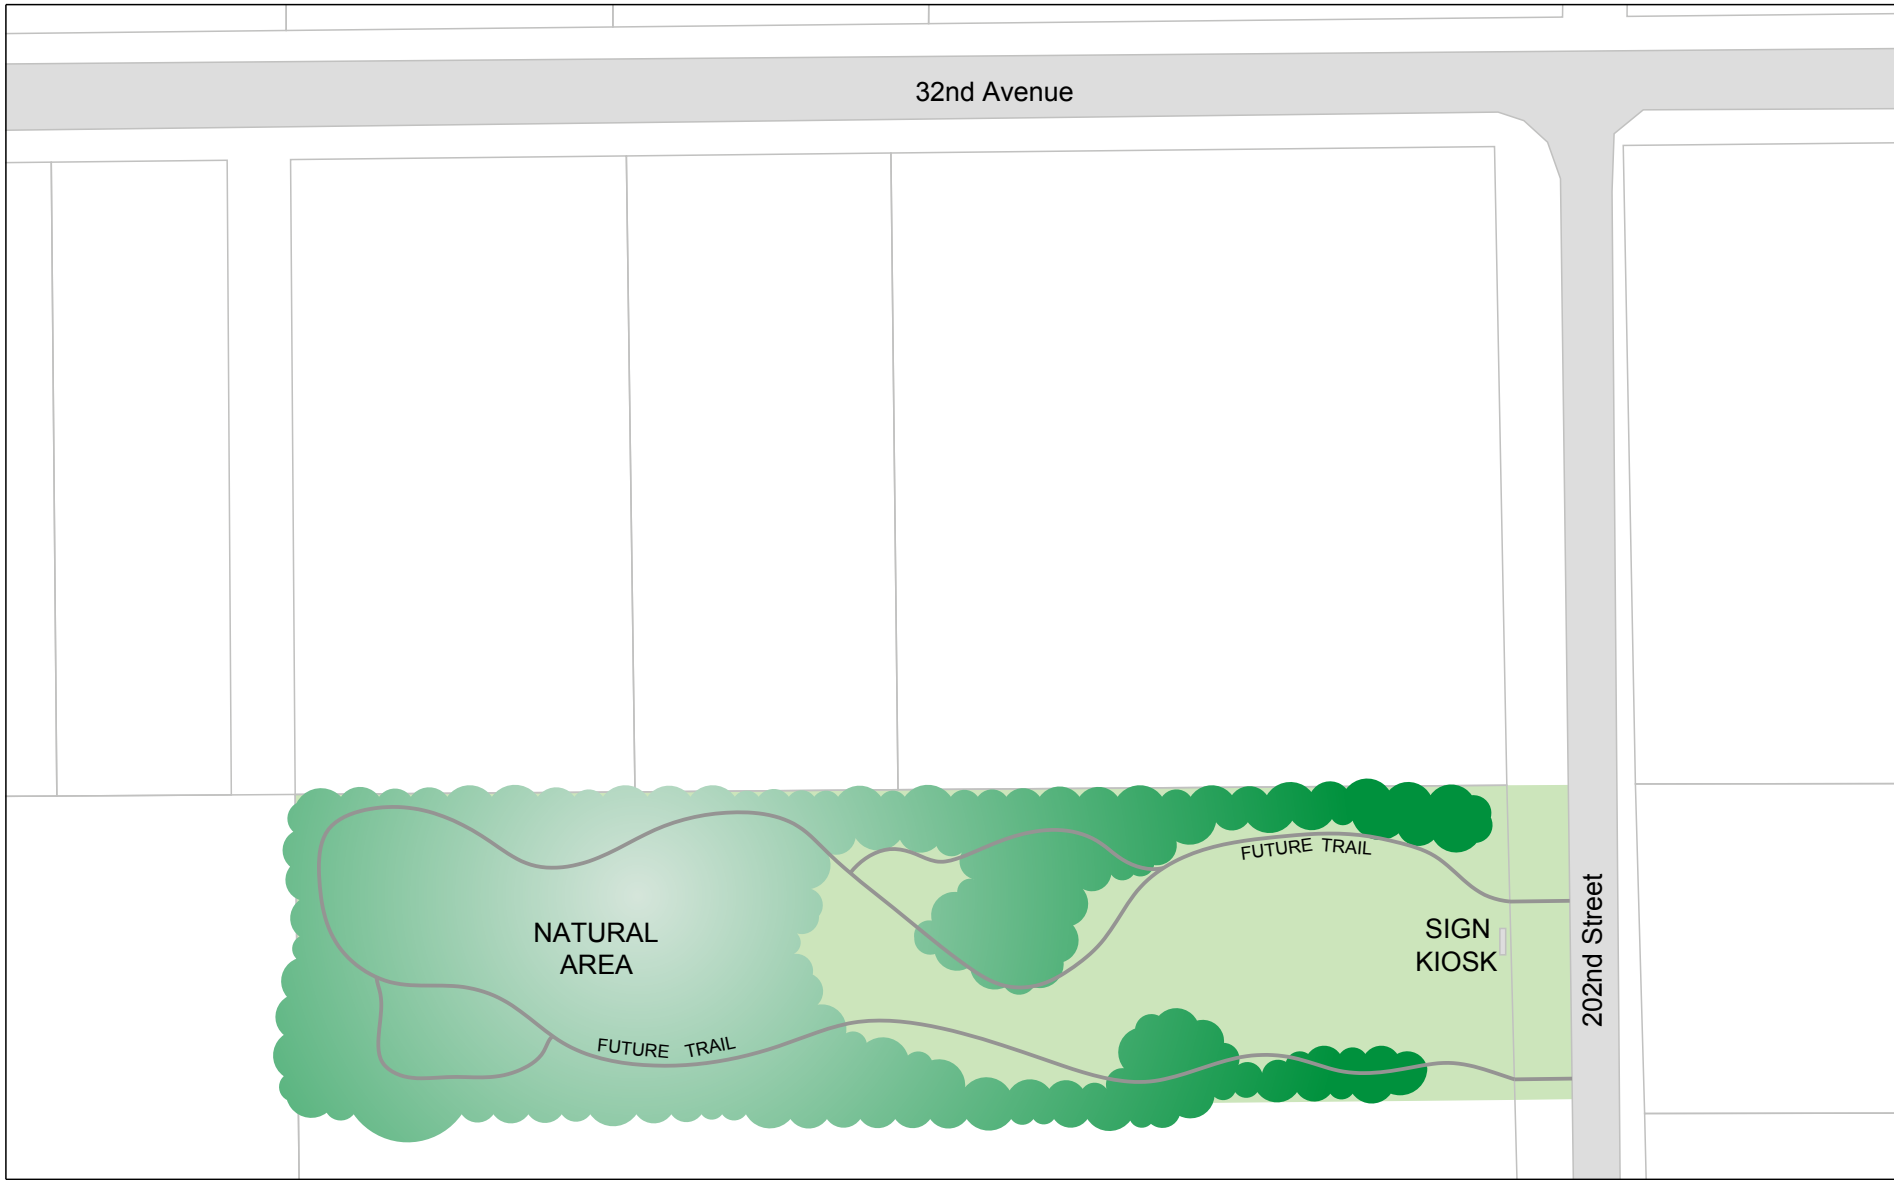 32nd Avenue
FUTURE TRAIL
202nd Street
SIGN
KIOSK
NATURAL
AREA
FUTURE TRAIL